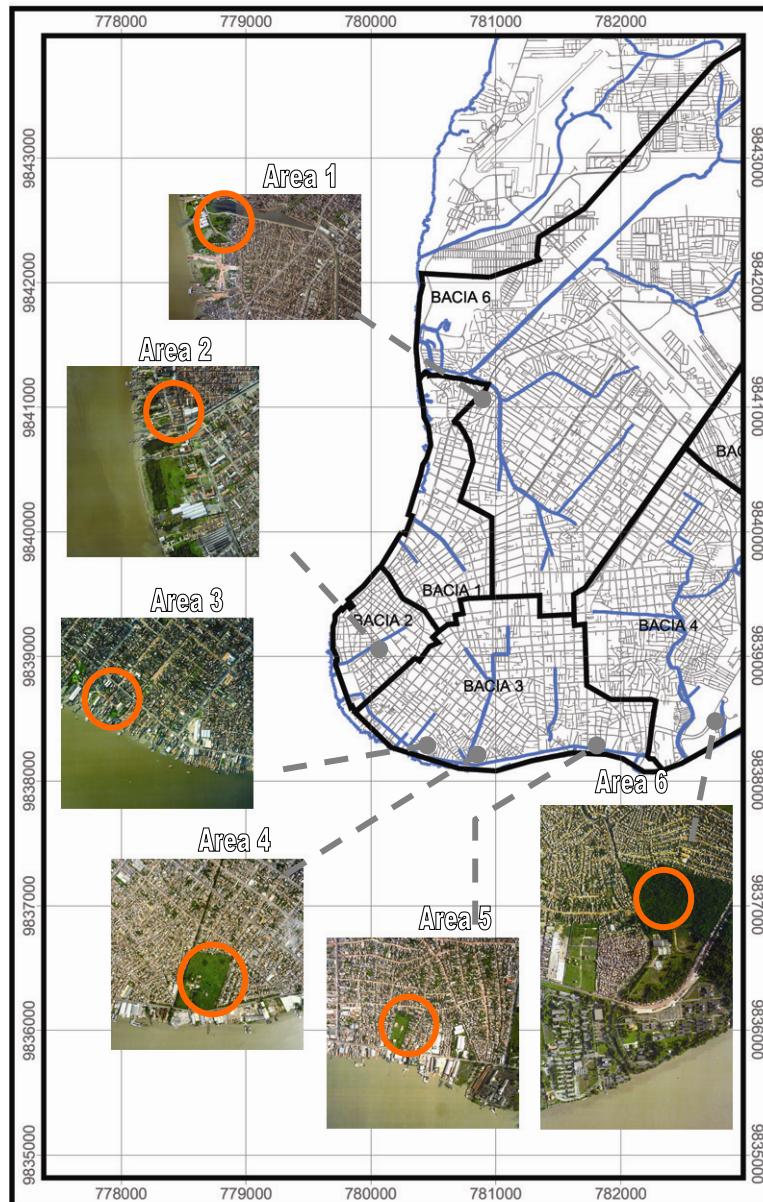 778000 779000 780000 781000 782000
9843000 9843000
Area 1
9842000 9842000
BACIA 6
Area 2
9841000 9841000
BAC
9840000 9840000
BACIA 1
Area 3
BACIA 2
BACIA 4
9839000 9839000
BACIA 3
9838000 9838000
Area 6
Area 4
9837000 9837000
Area 5
9836000 9836000
9835000 9835000
778000 779000 780000 781000 782000